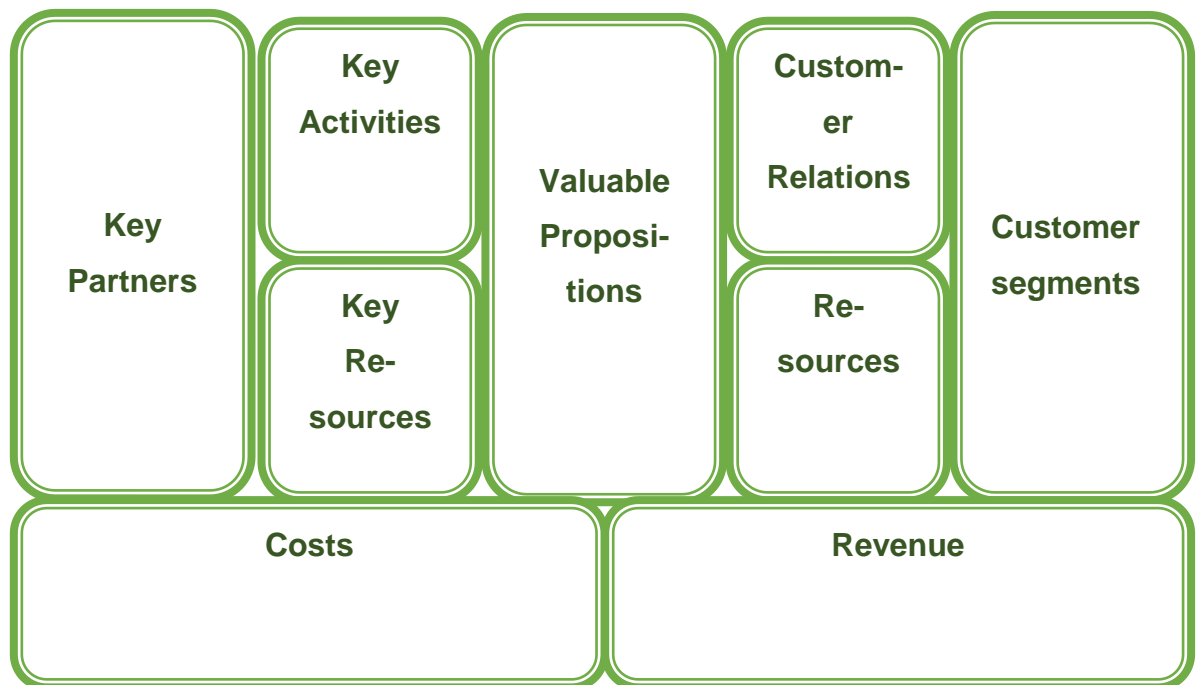 Key
Partners
Key
Activities
Key
Re-
sources
Valuable
Proposi-
tions
Custom-
er
Relations
Re-
sources
Customer
segments
Costs
Revenue